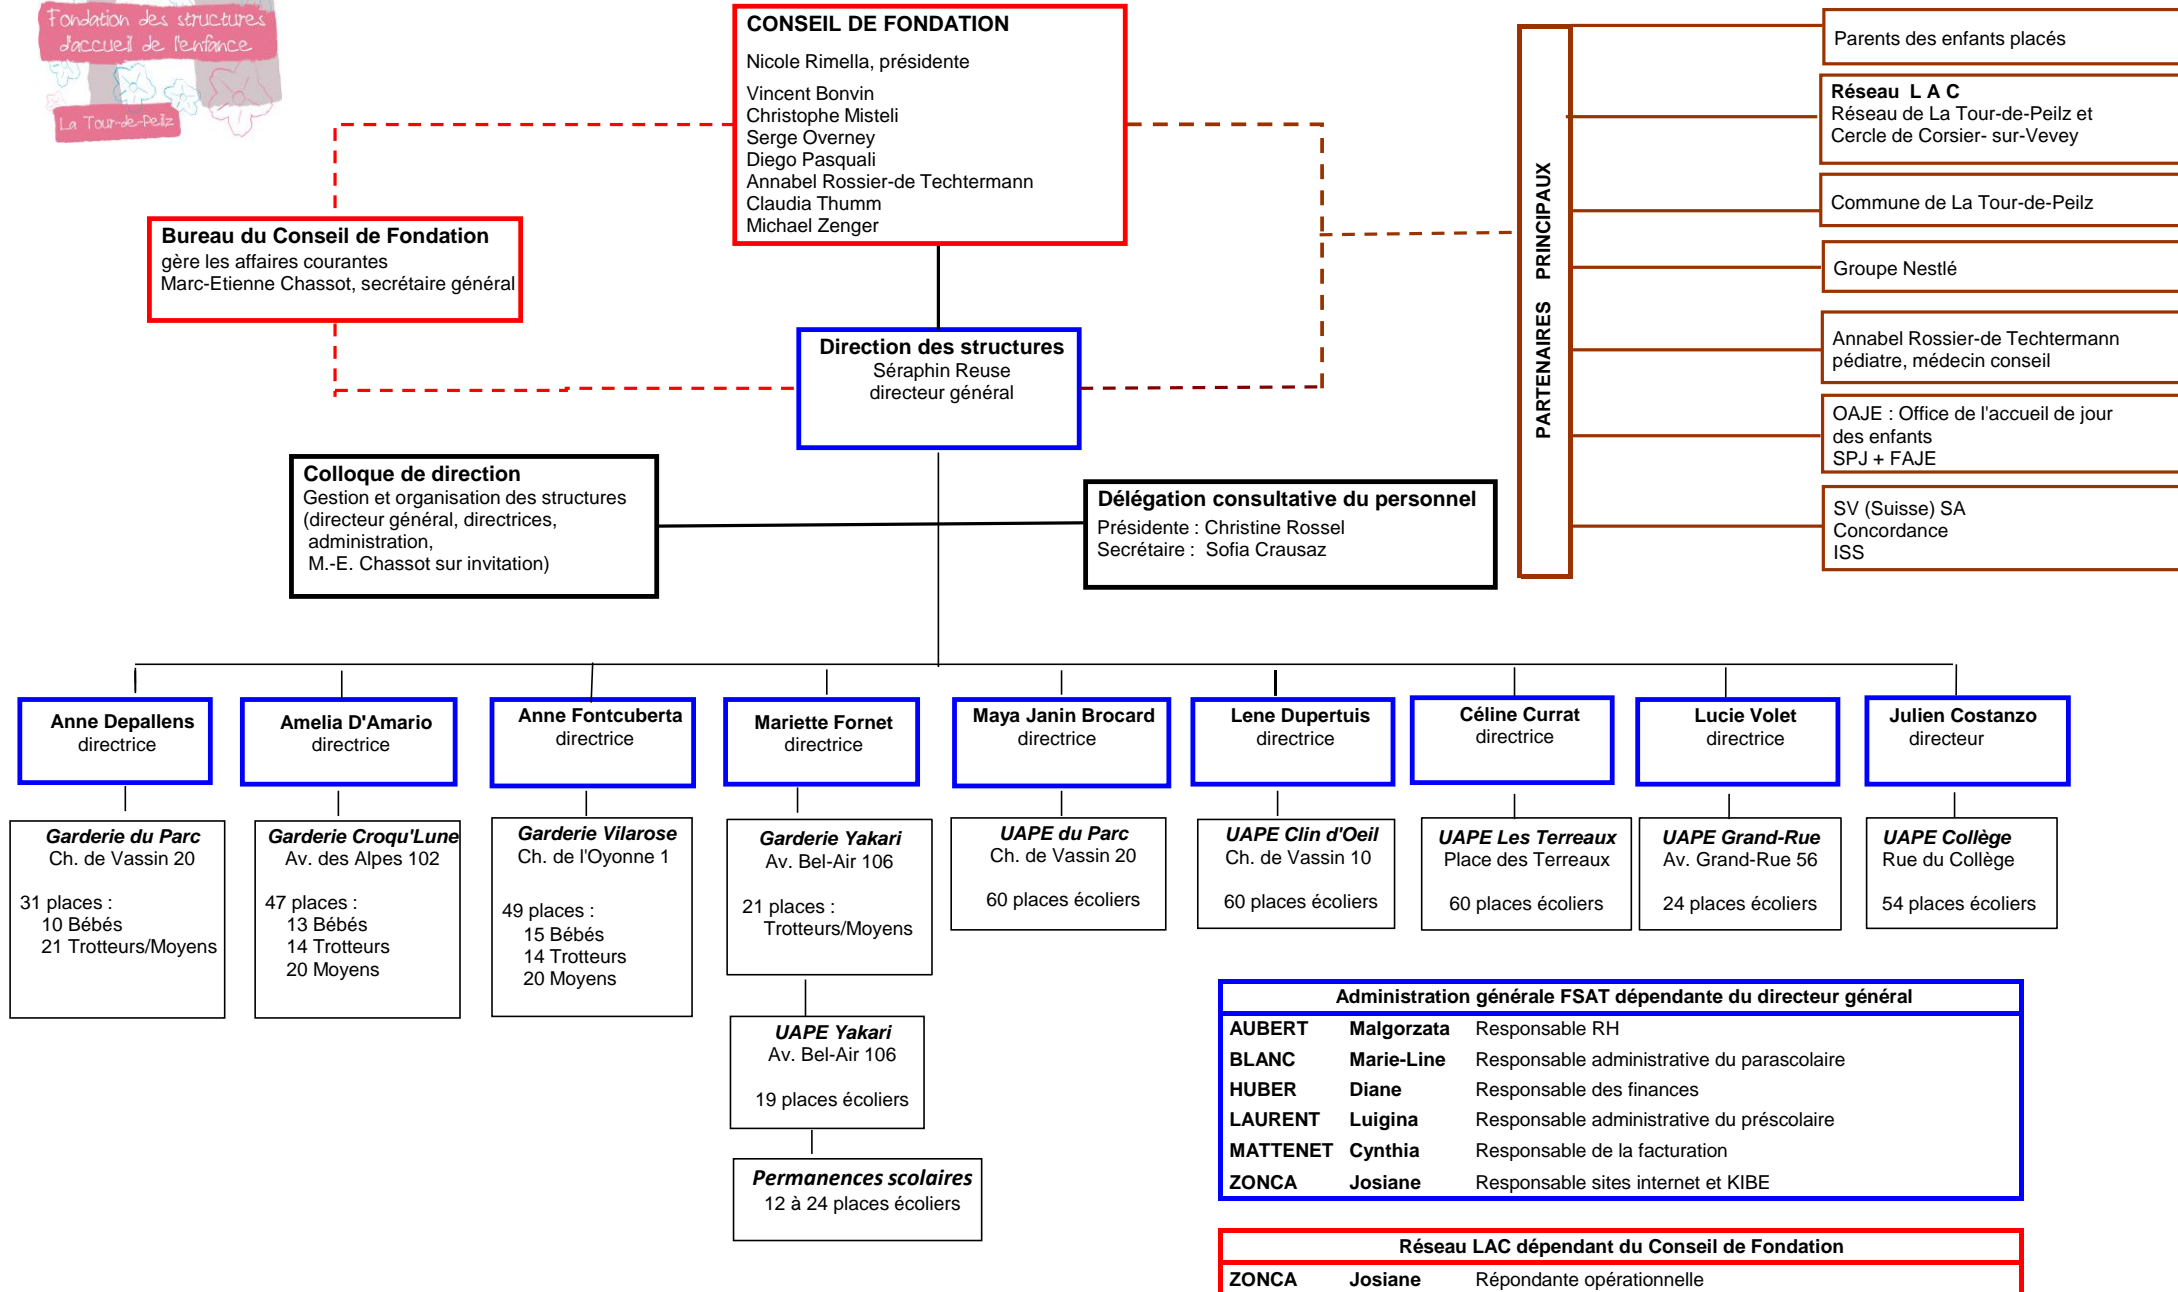 Fondation des structures
d'accueil de l'enfance
La Tour-de-Peilz
CONSEIL DE FONDATION
Nicole Rimella, présidente
Vincent Bonvin
Christophe Misteli
Serge Overney
Diego Pasquali
Annabel Rossier-de Techtermann
Claudia Thumm
Michael Zenger
Bureau du Conseil de Fondation
gère les affaires courantes
Marc-Etienne Chassot, secrétaire général
Direction des structures
Séraphin Reuse
directeur général
Colloque de direction
Gestion et organisation des structures
(directeur général, directrices,
administration,
M.-E. Chassot sur invitation)
Délégation consultative du personnel
Présidente : Christine Rossel
Secrétaire : Sofia Crausaz
PARTENAIRES PRINCIPAUX
Parents des enfants placés
Réseau L A C
Réseau de La Tour-de-Peilz et
Cercle de Corsier- sur-Vevey
Commune de La Tour-de-Peilz
Groupe Nestlé
Annabel Rossier-de Techtermann
pédiatre, médecin conseil
OAJE : Office de l'accueil de jour
des enfants
SPJ + FAJE
SV (Suisse) SA
Concordance
ISS
Anne Depallens
directrice
Amelia D'Amario
directrice
Anne Fontcuberta
directrice
Mariette Fornet
directrice
Maya Janin Brocard
directrice
Lene Dupertuis
directrice
Céline Currat
directrice
Lucie Volet
directrice
Julien Costanzo
directeur
Garderie du Parc
Ch. de Vassin 20
31 places :
10 Bébés
21 Trotteurs/Moyens
Garderie Croqu'Lune
Av. des Alpes 102
47 places :
13 Bébés
14 Trotteurs
20 Moyens
Garderie Vilarose
Ch. de l'Oyonne 1
49 places :
15 Bébés
14 Trotteurs
20 Moyens
Garderie Yakari
Av. Bel-Air 106
21 places :
Trotteurs/Moyens
UAPE Yakari
Av. Bel-Air 106
19 places écoliers
Permanences scolaires
12 à 24 places écoliers
UAPE du Parc
Ch. de Vassin 20
60 places écoliers
UAPE Clin d'Oeil
Ch. de Vassin 10
60 places écoliers
UAPE Les Terreaux
Place des Terreaux
60 places écoliers
UAPE Grand-Rue
Av. Grand-Rue 56
24 places écoliers
UAPE Collège
Rue du Collège
54 places écoliers
Administration générale FSAT dépendante du directeur général
AUBERT Malgorzata Responsable RH
BLANC Marie-Line Responsable administrative du parascolaire
HUBER Diane Responsable des finances
LAURENT Luigina Responsable administrative du préscolaire
MATTENET Cynthia Responsable de la facturation
ZONCA Josiane Responsable sites internet et KIBE
Réseau LAC dépendant du Conseil de Fondation
ZONCA Josiane Répondante opérationnelle